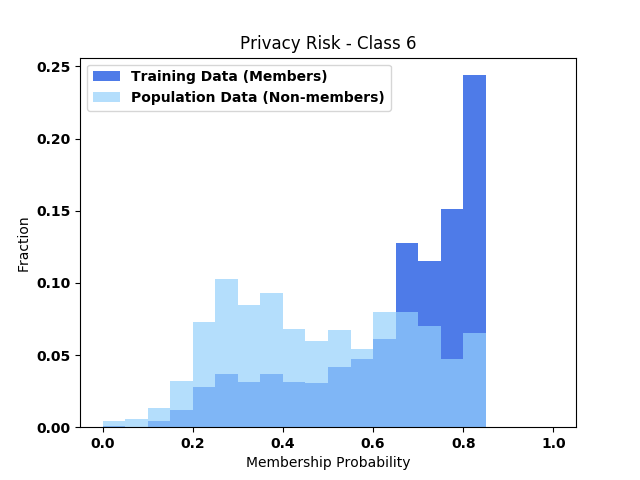 Privacy Risk - Class 6
Training Data (Members)
Population Data (Non-members)
0.25
0.20
0.15
0.10
0.05
0.00
Fraction
0.0 0.2 0.4 0.6 0.8 1.0
Membership Probability